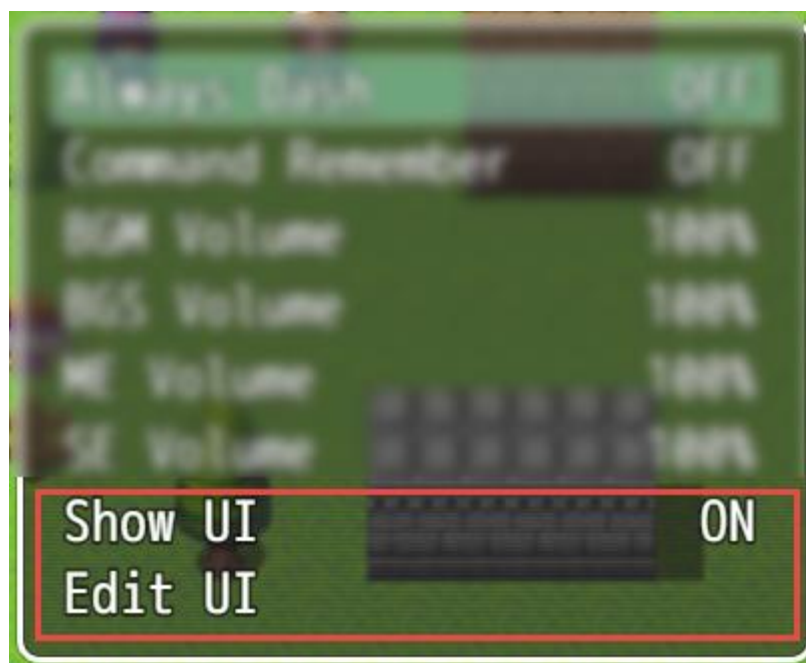 Always Dash OFF
Command Remember OFF
BGM Volume 100%
BGS Volume 100%
ME Volume 100%
SE Volume 100%
Show UI ON
Edit UI